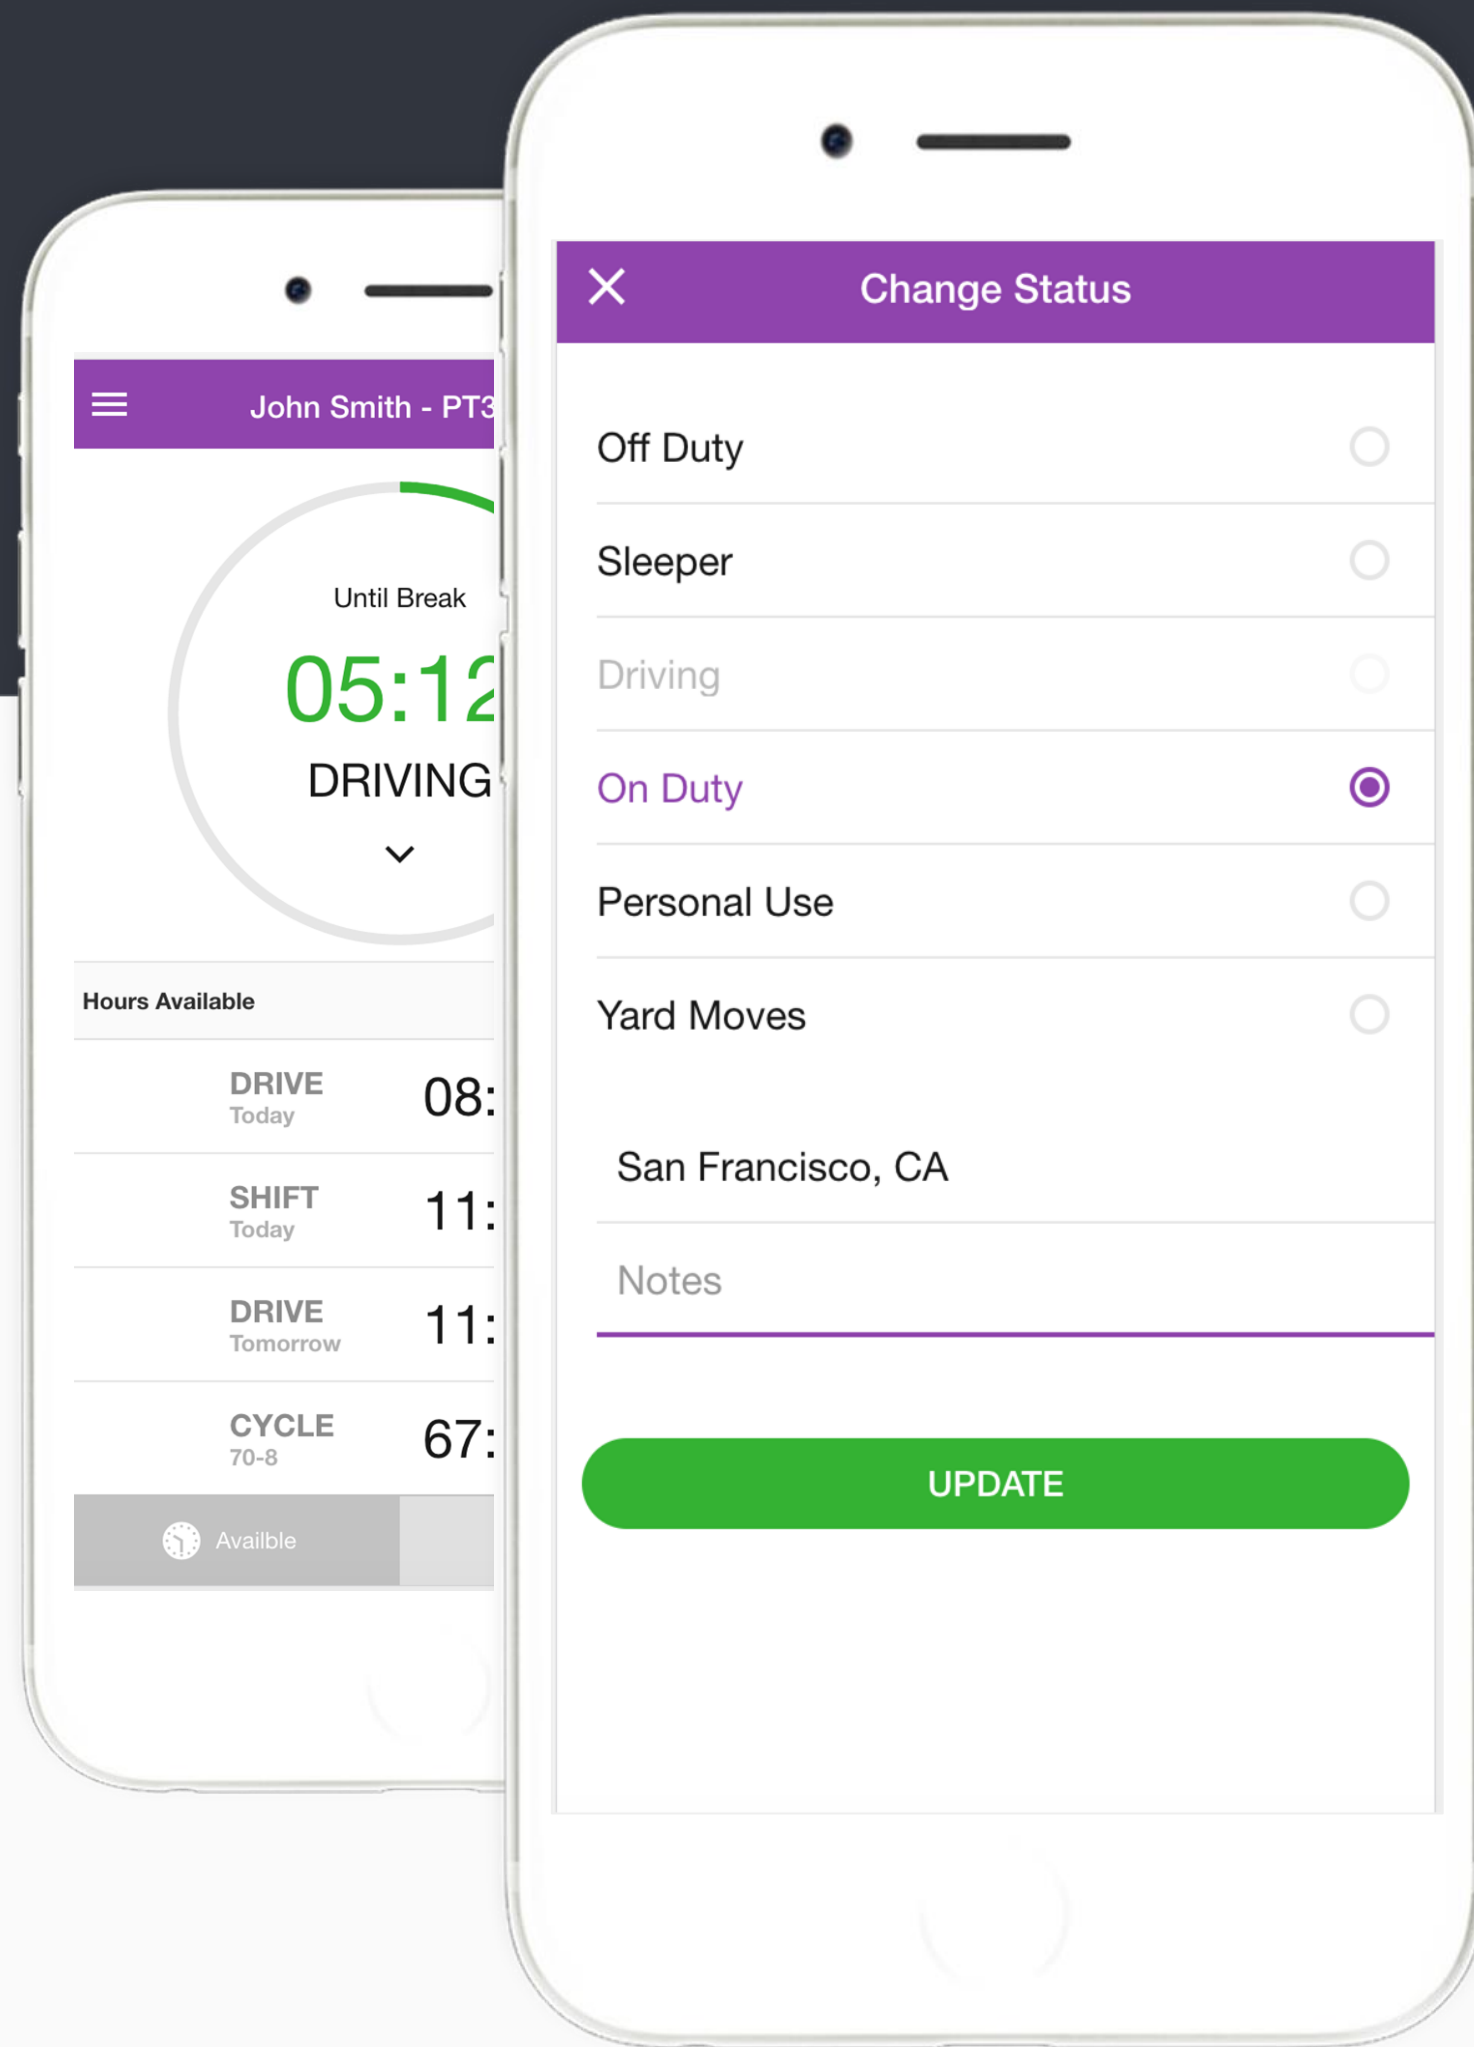 John Smith - PT3
Until Break
05:12
DRIVING
Hours Available
DRIVE
Today
08:
SHIFT
Today
11:
DRIVE
Tomorrow
11:
CYCLE
70-8
67:
Availble
Change Status
Off Duty
Sleeper
Driving
On Duty
Personal Use
Yard Moves
San Francisco, CA
Notes
UPDATE